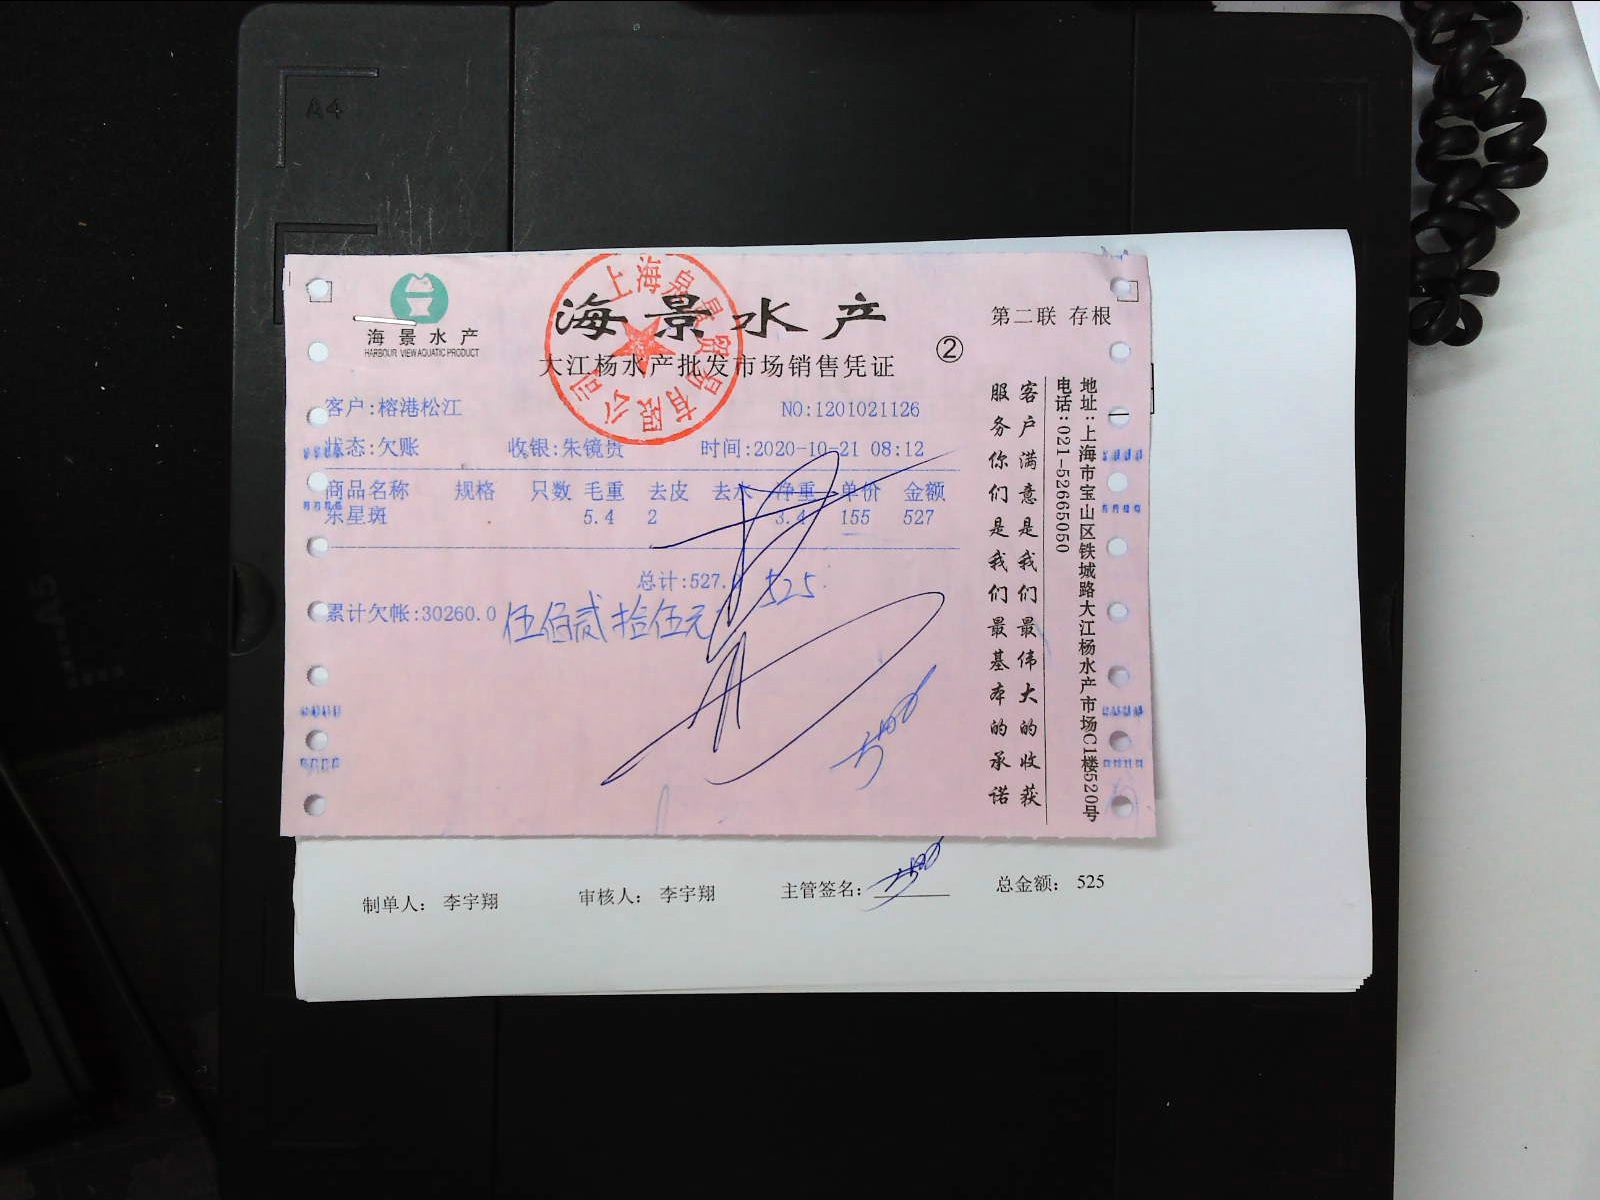 A4
海景水产
HARBOUR VIEW AQUATIC PRODUCT
海景水产
大江杨水产批发市场销售凭证
②
第二联 存根
客户:榕港松江
NO:1201021126
状态:欠账 收银:朱镜贵 时间:2020-10-21 08:12
商品名称 规格 只数 毛重 去皮 去水 净重 单价 金额
东星斑 5.4 2 3.4 155 527
总计:527. 525.
累计欠帐:30260.0 伍佰贰拾伍元
客户满意是我们最伟大的收获
服务你们是我们最基本的承诺
地址:上海市宝山区铁城路大江杨水产市场C1楼520号
电话:021-52665050
制单人: 李宇翔 审核人: 李宇翔 主管签名: 总金额: 525